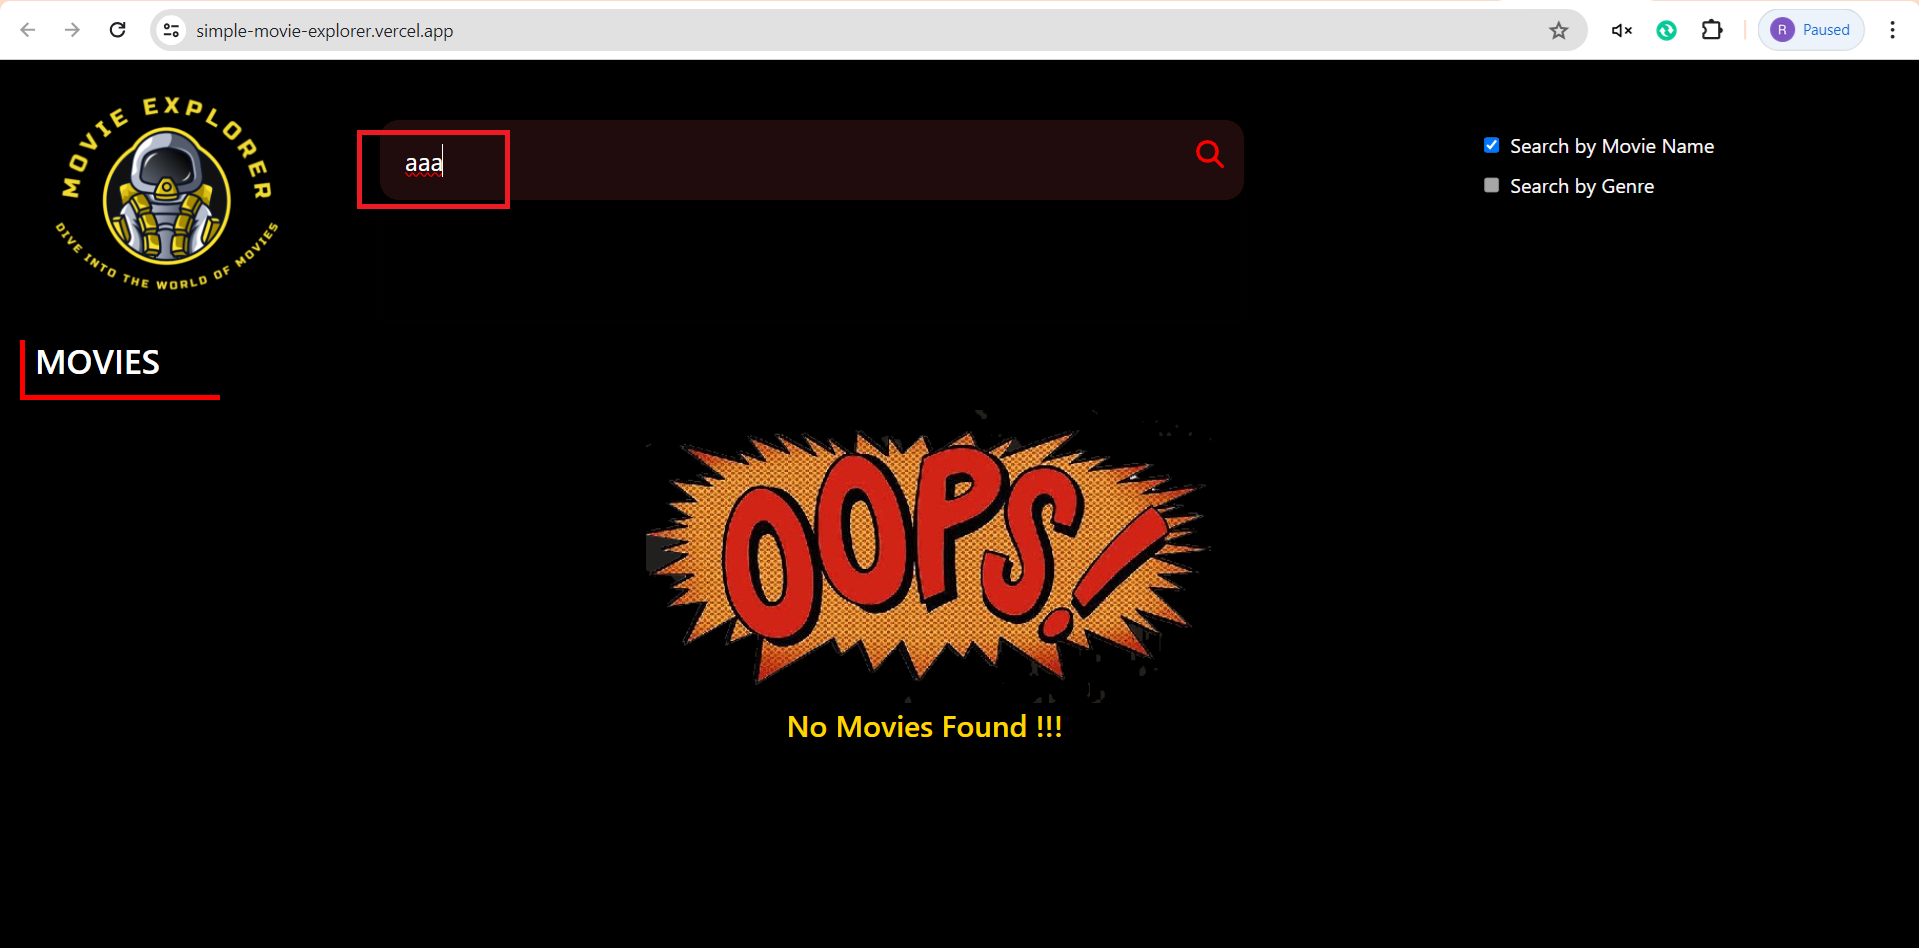 simple-movie-explorer.vercel.app
R Paused
MOVIE EXPLORER
DIVE INTO THE WORLD OF MOVIES
aaa
Search by Movie Name
Search by Genre
MOVIES
OOPS!
No Movies Found !!!